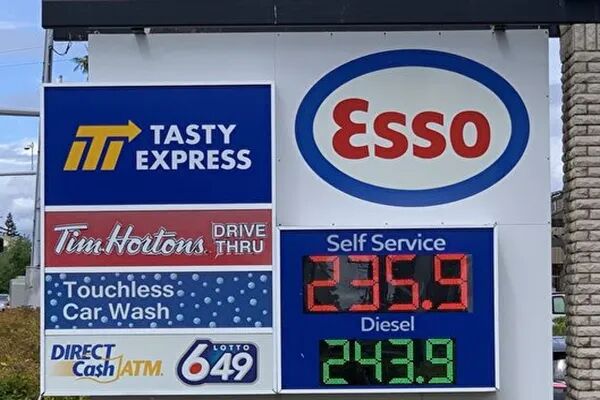 TASTY
EXPRESS
Tim Hortons. DRIVE THRU
Touchless
Car Wash
DIRECT
Cash ATM.
LOTTO
649
Esso
Self Service
235.9
Diesel
243.9